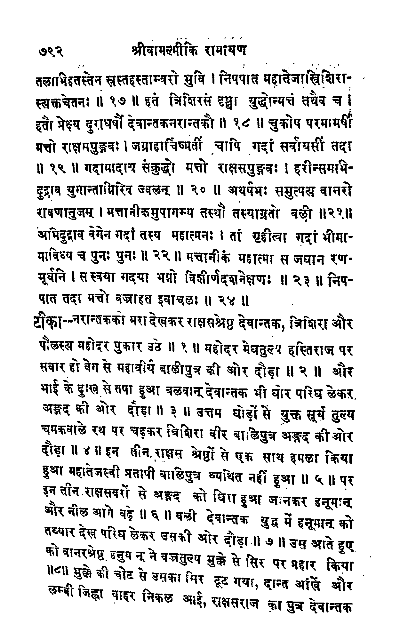 ७९२ श्रीवामल्मीकि रामायण
तलाभिहतस्तेन स्रस्तहस्ताम्बरो भुवि । निपपात महातेजास्त्रिशिरा-
स्त्यक्तचेतनः ॥ १७ ॥ हतं त्रिशिरसं दृष्ट्वा युद्धोन्मत्तं तथैव च ।
हतौ प्रेक्ष्य दुराधर्षौ देवान्तकनरान्तकौ ॥ १८ ॥ चुकोप परमामर्षी
मत्तो राक्षसपुङ्गवः । जग्राहार्चिष्मतीं चापि गदां सर्वायसीं तदा
॥ १९ ॥ गदामादाय संक्रुद्धो मत्तो राक्षसपुङ्गवः । हरीन्समभि-
दुद्राव युगान्ताग्निरिव ज्वलन् ॥ २० ॥ अथर्षभः समुत्पत्य वानरो
रावणानुजम् । मत्तानीकमुपागम्य तस्थौ तस्याग्रतो बली ॥२१॥
अभिदुद्राव वेगेन गदां तस्य महात्मनः । तां गृहीत्वा गदां भीमा-
माविध्य च पुनः पुनः ॥ २२ ॥ मत्तानीकं महात्मा स जघान रण-
मूर्धनि । स स्वया गदया भग्नो विशीर्णदशनेक्षणः ॥ २३ ॥ निप-
पात तदा मत्तो वज्राहत इवाचलः ॥ २४ ॥
टीका--नरान्तकको मरा देखकर राक्षसश्रेष्ठ देवान्तक, त्रिशिरा और
पौलस्त्य महोदर पुकार उठे ॥ १ ॥ महोदर मेघतुल्य हस्तिराज पर
सवार हो वेग से महावीर्य बालीपुत्र की ओर दौड़ा ॥ २ ॥ और
भाई के दुःख से तपा हुआ बलवान् देवान्तक भी घोर परिघ लेकर
अङ्गद की ओर दौड़ा ॥ ३ ॥ उत्तम घोड़ों से युक्त सूर्य तुल्य
चमकवाले रथ पर चढ़कर त्रिशिरा वीर बालिपुत्र अङ्गद की ओर
दौड़ा ॥ ४ ॥ इन तीन राक्षस श्रेष्ठों से एक साथ हमला किया
हुआ महातेजस्वी प्रतापी बालिपुत्र व्यथित नहीं हुआ ॥ ५ ॥ पर
इन तीन राक्षसवरों से अङ्गद को घिरा हुआ जानकर हनूमान्
और नील आगे बढ़े ॥ ६ ॥ बली देवान्तक युद्ध में हनूमान् को
तय्यार देख परिघ लेकर उसकी ओर दौड़ा ॥ ७ ॥ उस आते हुए
को वानरश्रेष्ठ हनुमान् ने वज्रतुल्य मुक्के से सिर पर प्रहार किया
॥८॥ मुक्के की चोट से उसका सिर टूट गया, दान्त आंखें और
लम्बी जिह्वा बाहर निकल आई, राक्षसराज का पुत्र देवान्तक